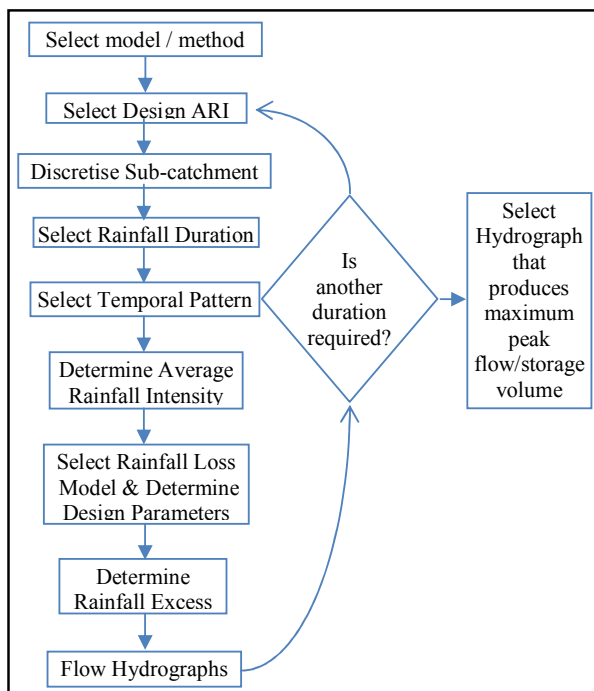 Select model / method
Select Design ARI
Discretise Sub-catchment
Select Rainfall Duration
Select Temporal Pattern
Determine Average
Rainfall Intensity
Select Rainfall Loss
Model & Determine
Design Parameters
Determine
Rainfall Excess
Flow Hydrographs
Is
another
duration
required?
Select
Hydrograph
that
produces
maximum
peak
flow/storage
volume